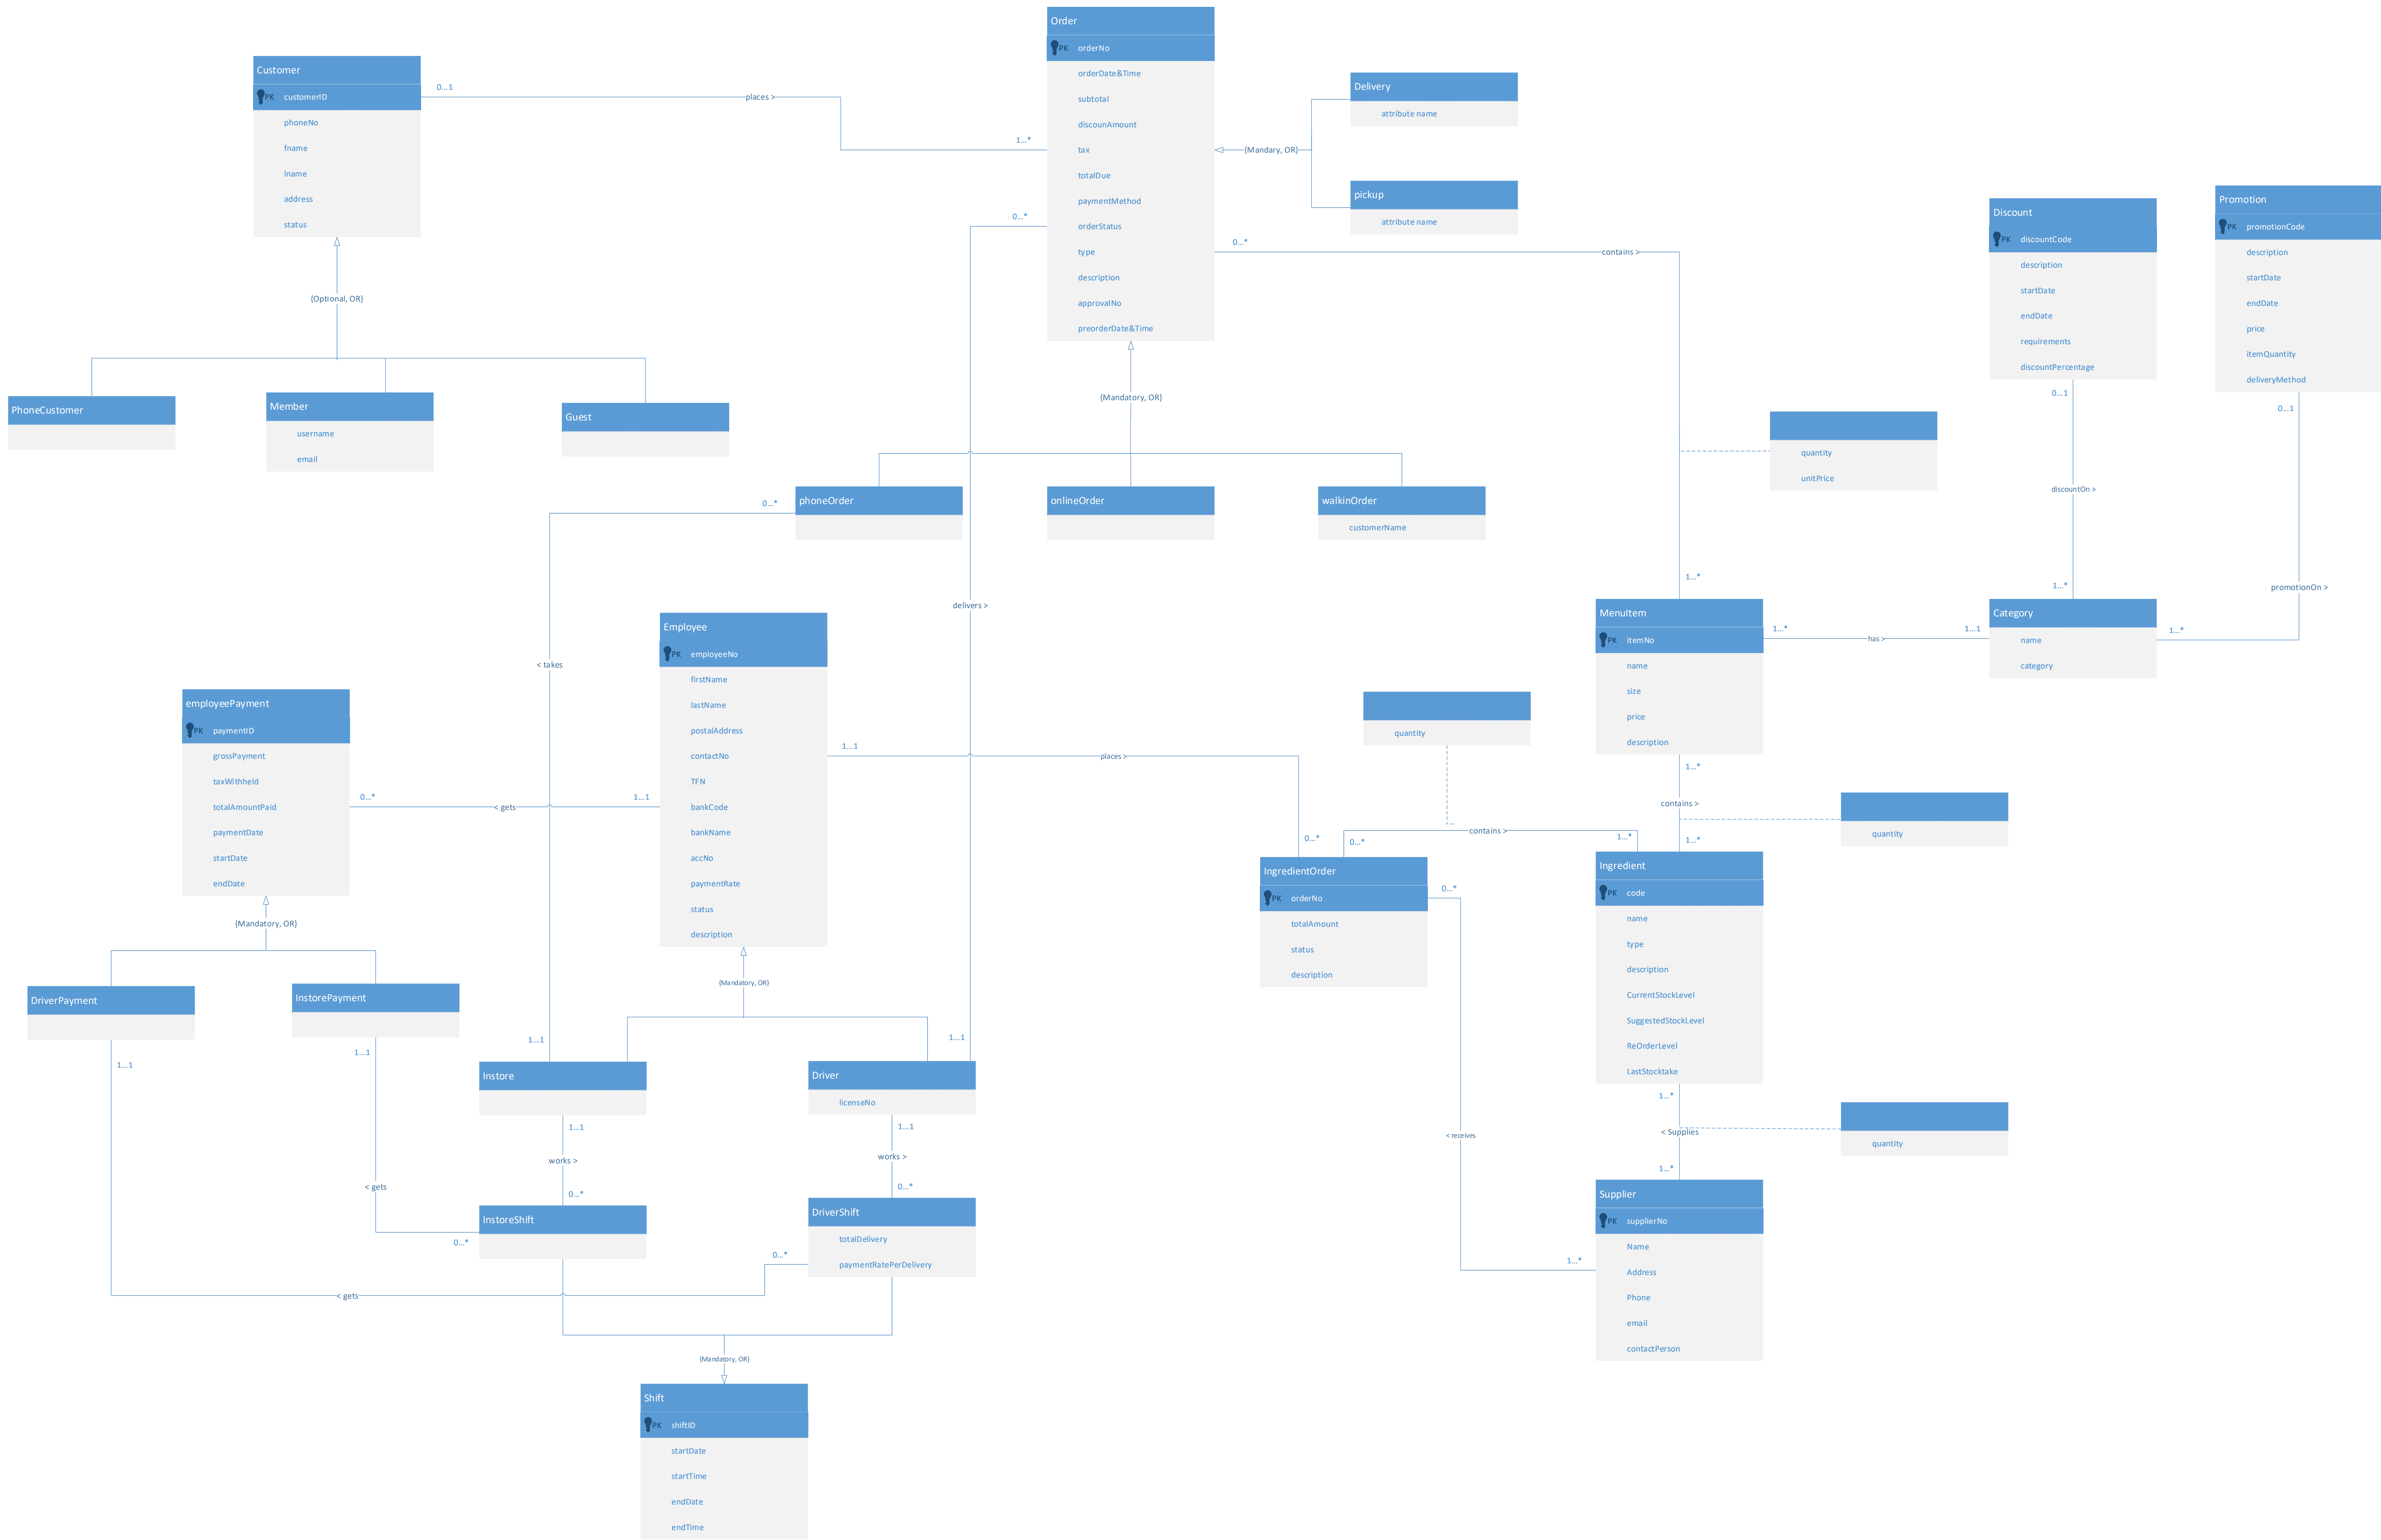 Order
PK orderNo
orderDate&Time
subtotal
discounAmount
tax
totalDue
paymentMethod
orderStatus
type
description
approvalNo
preorderDate&Time
Customer
PK customerID
phoneNo
fname
lname
address
status
0...1
places >
1...*
Delivery
attribute name
{Mandary, OR}
pickup
attribute name
0...*
0...*
contains >
Discount
PK discountCode
description
startDate
endDate
requirements
discountPercentage
0...1
Promotion
PK promotionCode
description
startDate
endDate
price
itemQuantity
deliveryMethod
0...1
{Optional, OR}
PhoneCustomer
Member
username
email
Guest
{Mandatory, OR}
phoneOrder
0...*
onlineOrder
walkinOrder
customerName
quantity
unitPrice
discountOn >
1...*
1...*
promotionOn >
delivers >
< takes
MenuItem
PK itemNo
name
size
price
description
1...*
has >
1...1
Category
name
category
1...*
Employee
PK employeeNo
firstName
lastName
postalAddress
contactNo
TFN
bankCode
bankName
accNo
paymentRate
status
description
employeePayment
PK paymentID
grossPayment
taxWithheld
totalAmountPaid
paymentDate
startDate
endDate
0...*
< gets
1...1
1...1
places >
0...*
quantity
0...*
contains >
1...*
1...*
contains >
1...*
quantity
IngredientOrder
PK orderNo
totalAmount
status
description
0...*
Ingredient
PK code
name
type
description
CurrentStockLevel
SuggestedStockLevel
ReOrderLevel
LastStocktake
{Mandatory, OR}
DriverPayment
InstorePayment
1...1
1...1
{Mandatory, OR}
1...1
1...1
Instore
Driver
licenseNo
1...1
works >
0...*
1...1
works >
0...*
< gets
0...*
InstoreShift
DriverShift
totalDelivery
paymentRatePerDelivery
0...*
< gets
< receives
1...*
1...*
< Supplies
1...*
quantity
Supplier
PK supplierNo
Name
Address
Phone
email
contactPerson
{Mandatory, OR}
Shift
PK shiftID
startDate
startTime
endDate
endTime